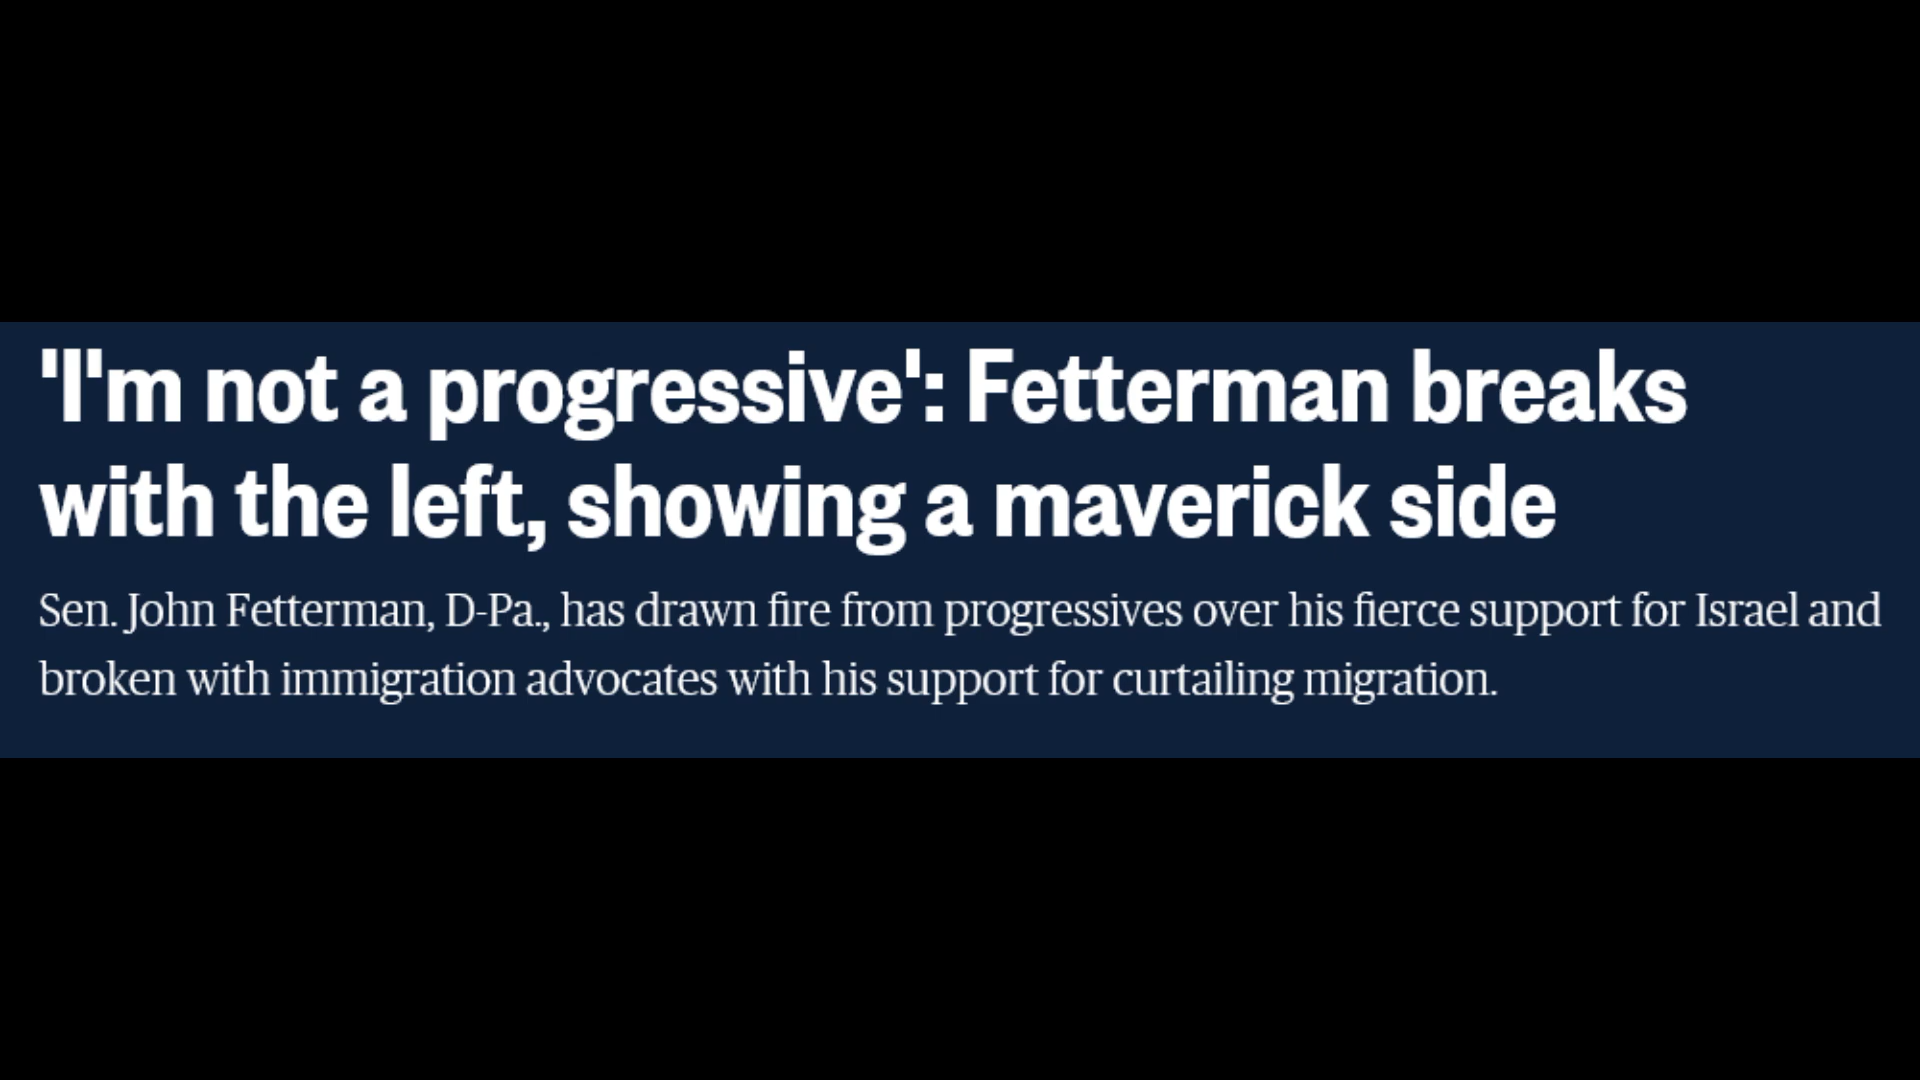 'I'm not a progressive': Fetterman breaks
with the left, showing a maverick side
Sen. John Fetterman, D-Pa., has drawn fire from progressives over his fierce support for Israel and
broken with immigration advocates with his support for curtailing migration.